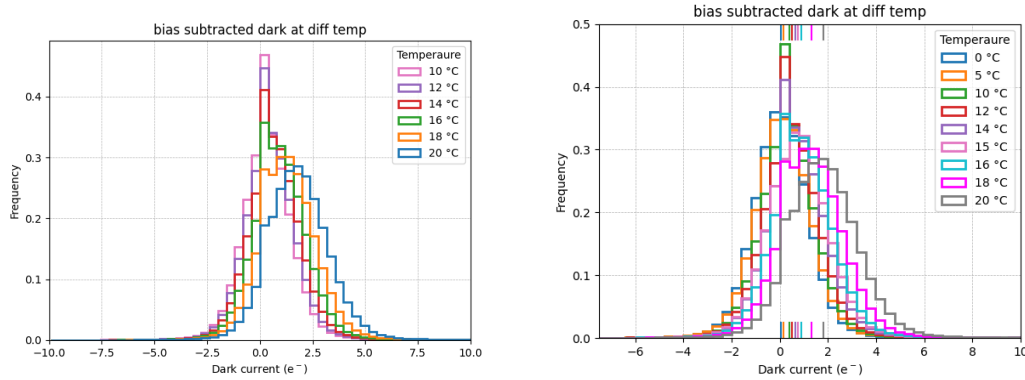 bias subtracted dark at diff temp
Temperaure
10 °C
12 °C
14 °C
16 °C
18 °C
20 °C
Frequency
0.4
0.3
0.2
0.1
0.0
−10.0 −7.5 −5.0 −2.5 0.0 2.5 5.0 7.5 10.0
Dark current (e⁻)
bias subtracted dark at diff temp
Temperaure
0 °C
5 °C
10 °C
12 °C
14 °C
15 °C
16 °C
18 °C
20 °C
Frequency
0.5
0.4
0.3
0.2
0.1
0.0
−6 −4 −2 0 2 4 6 8 10
Dark current (e⁻)